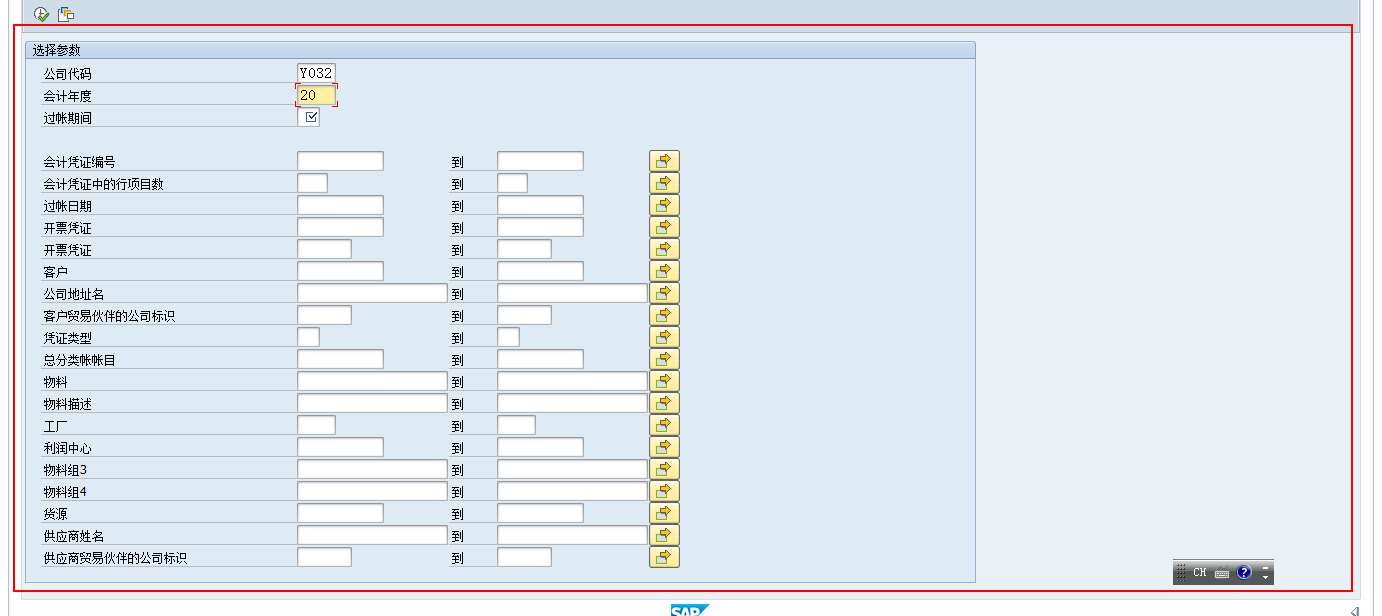 选择参数
公司代码 Y032
会计年度 20
过帐期间
会计凭证编号 到
会计凭证中的行项目数 到
过帐日期 到
开票凭证 到
开票凭证 到
客户 到
公司地址名 到
客户贸易伙伴的公司标识 到
凭证类型 到
总分类帐帐目 到
物料 到
物料描述 到
工厂 到
利润中心 到
物料组3 到
物料组4 到
货源 到
供应商姓名 到
供应商贸易伙伴的公司标识 到
CH
SAP